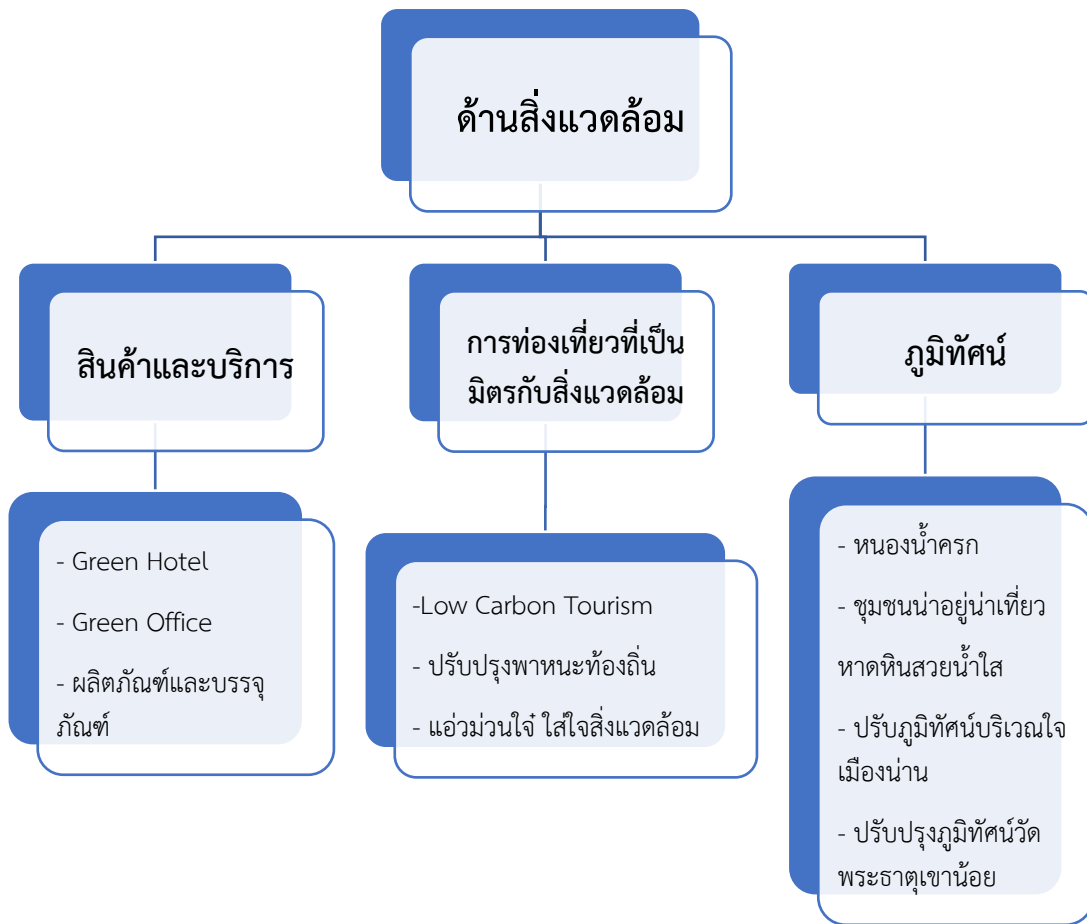 ด้านสิ่งแวดล้อม
สินค้าและบริการ
การท่องเที่ยวที่เป็น
มิตรกับสิ่งแวดล้อม
ภูมิทัศน์
- Green Hotel
- Green Office
- ผลิตภัณฑ์และบรรจุ
ภัณฑ์
-Low Carbon Tourism
- ปรับปรุงพาหนะท้องถิ่น
- แอ่วม่วนใจ๋ ใส่ใจสิ่งแวดล้อม
- หนองน้ำครก
- ชุมชนน่าอยู่น่าเที่ยว
หาดหินสวยน้ำใส
- ปรับภูมิทัศน์บริเวณใจ
เมืองน่าน
- ปรับปรุงภูมิทัศน์วัด
พระธาตุเขาน้อย